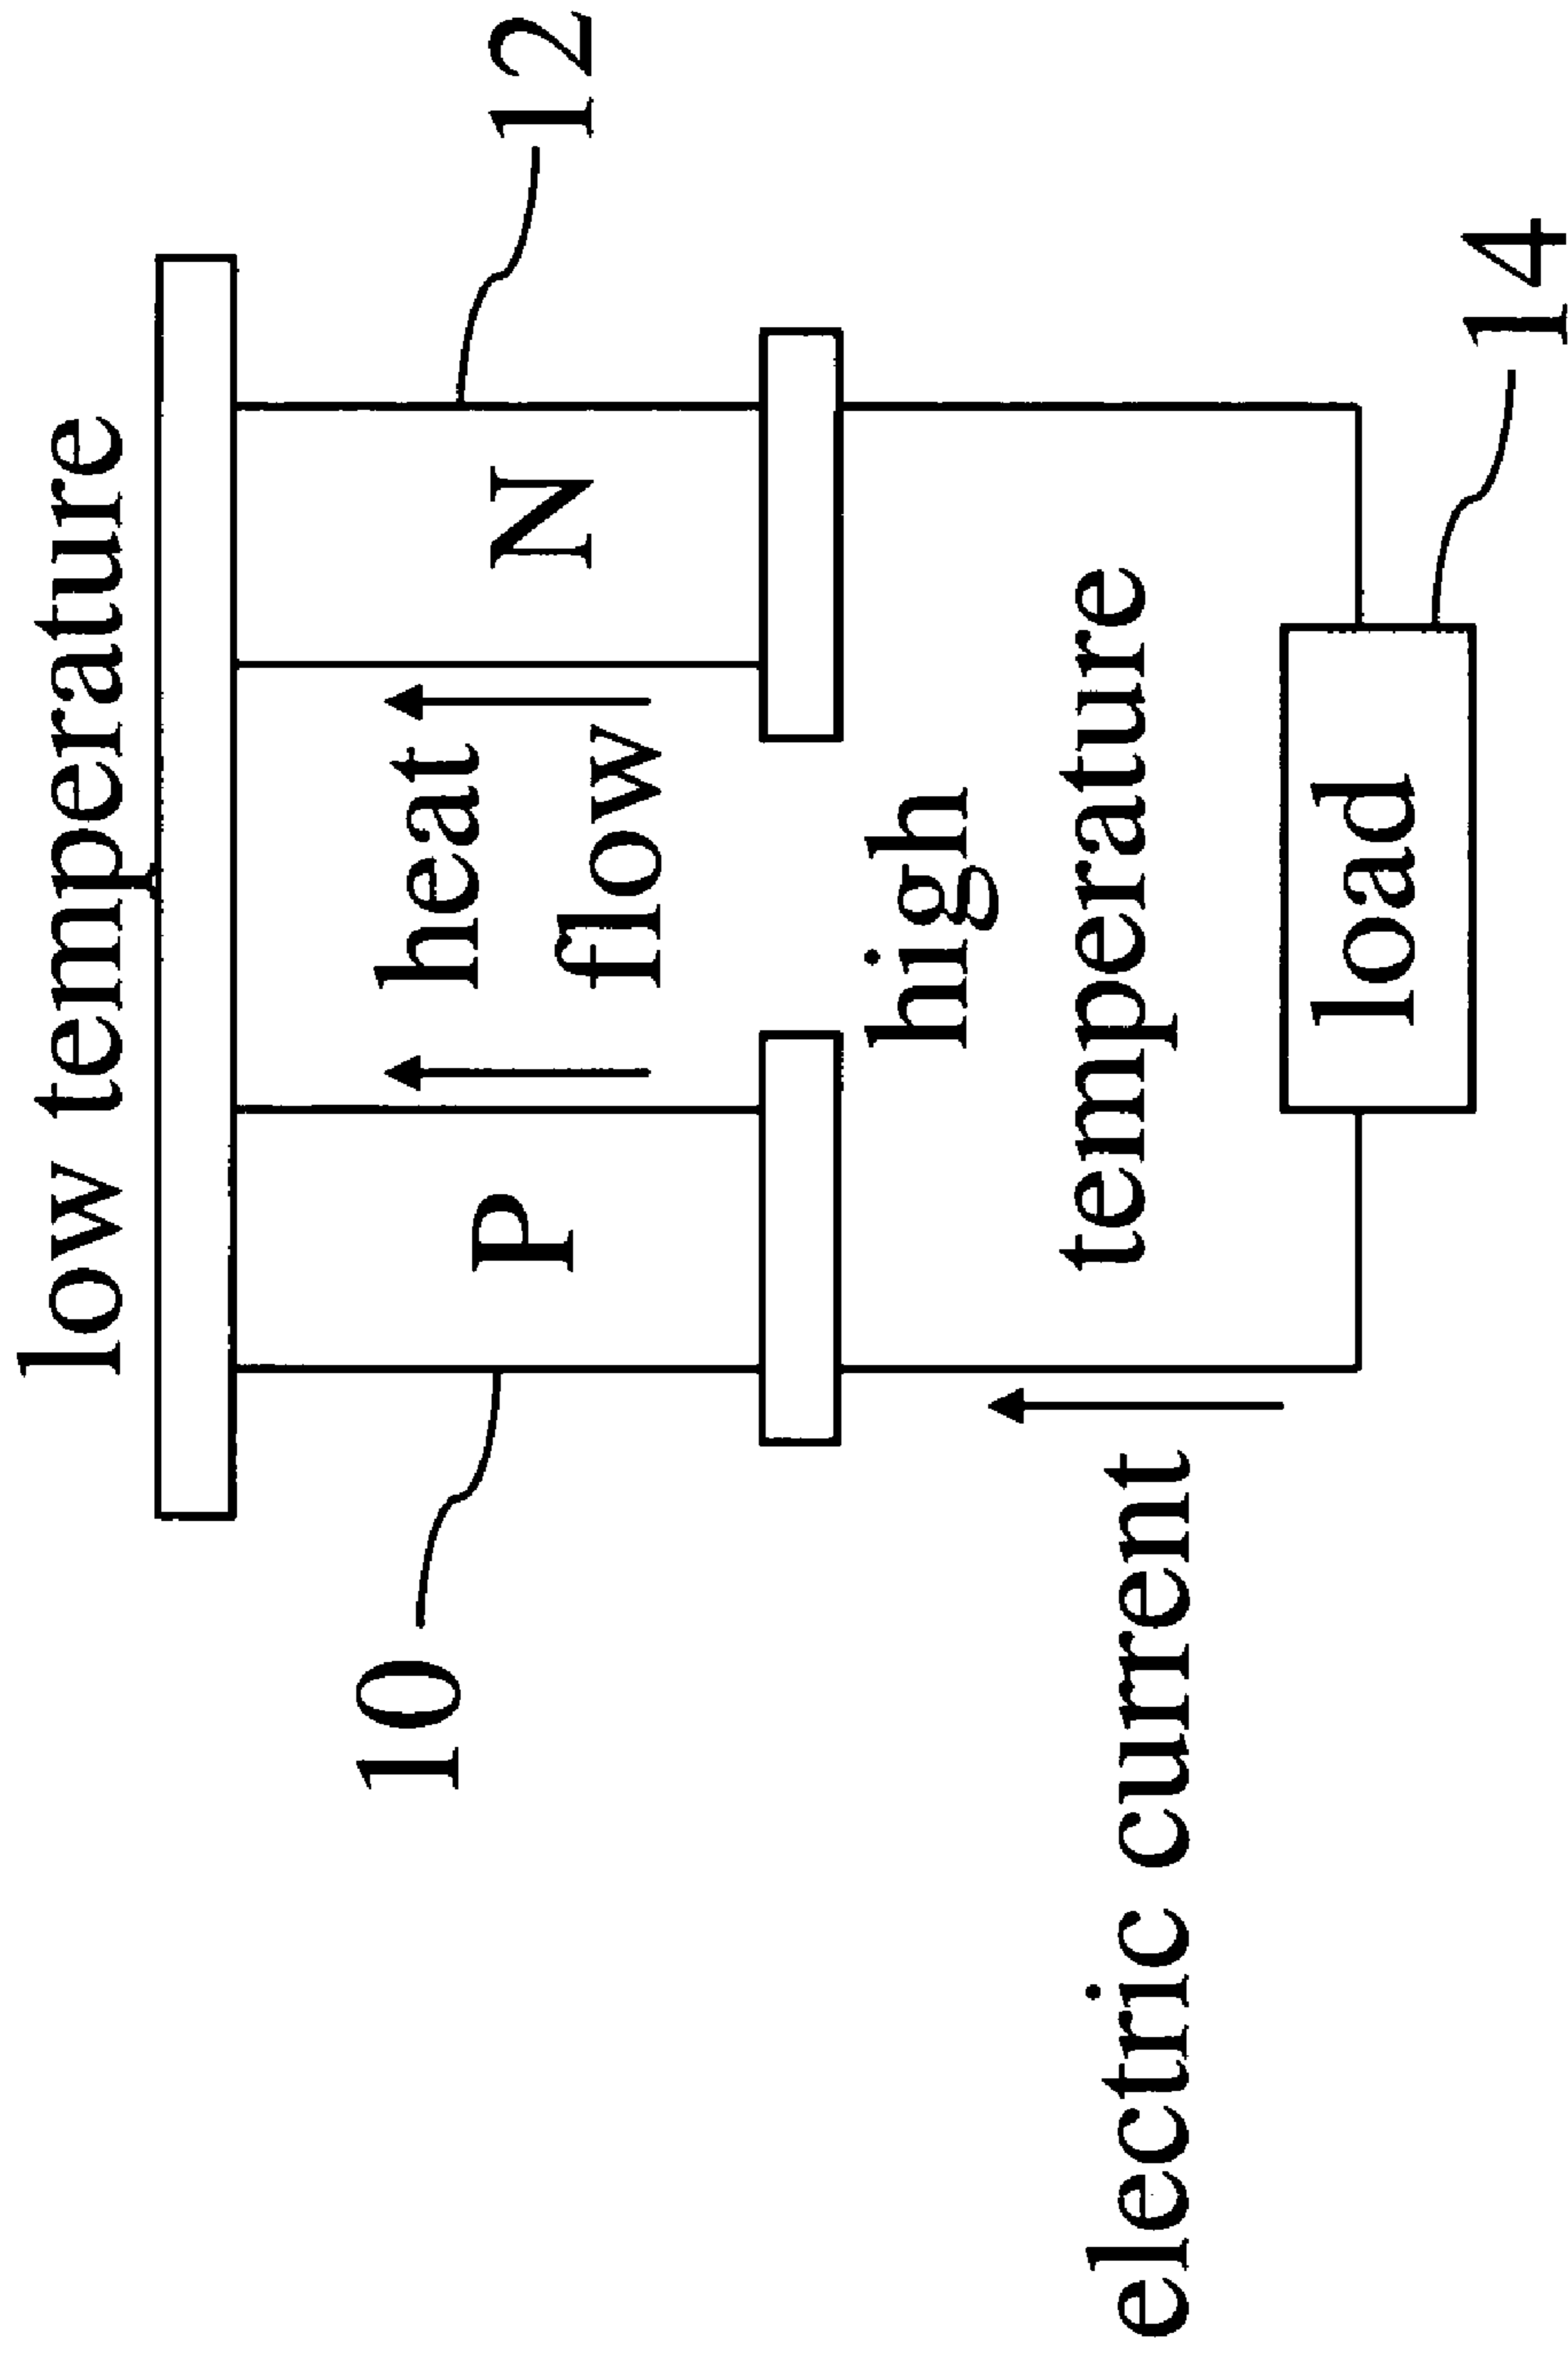 low temperature
10
P
heat
flow
N
12
high
temperature
electric current
load
14